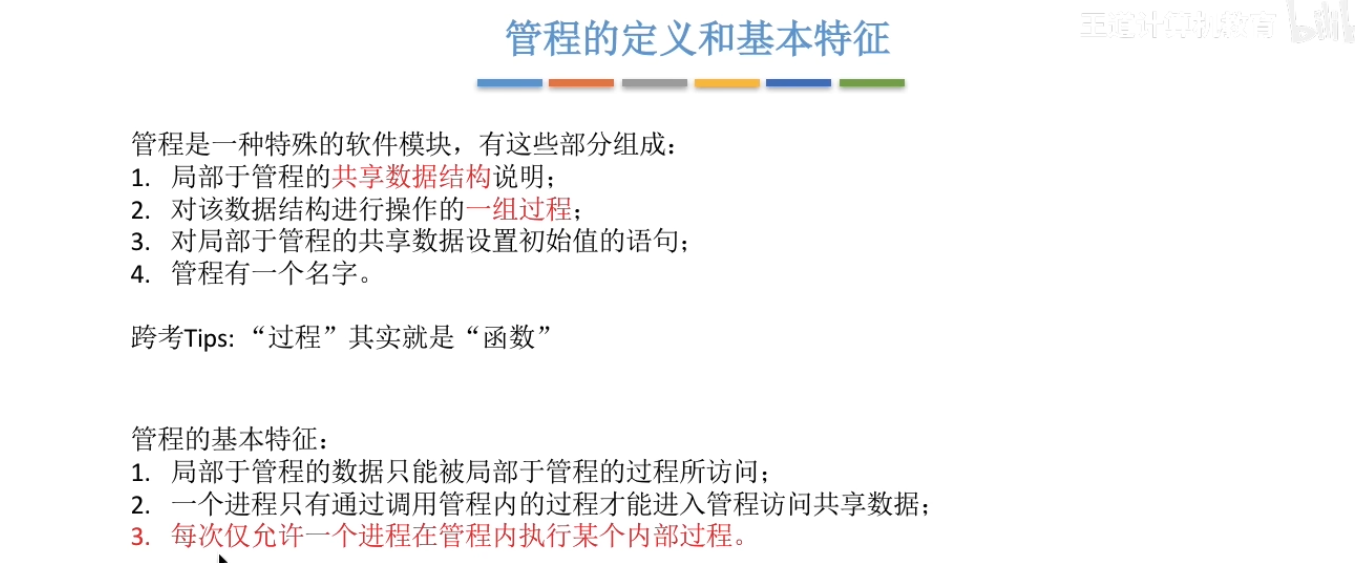 管程的定义和基本特征
王道计算机教育
管程是一种特殊的软件模块，有这些部分组成：
1. 局部于管程的共享数据结构说明；
2. 对该数据结构进行操作的一组过程；
3. 对局部于管程的共享数据设置初始值的语句；
4. 管程有一个名字。
跨考Tips: “过程”其实就是“函数”
管程的基本特征：
1. 局部于管程的数据只能被局部于管程的过程所访问；
2. 一个进程只有通过调用管程内的过程才能进入管程访问共享数据；
3. 每次仅允许一个进程在管程内执行某个内部过程。